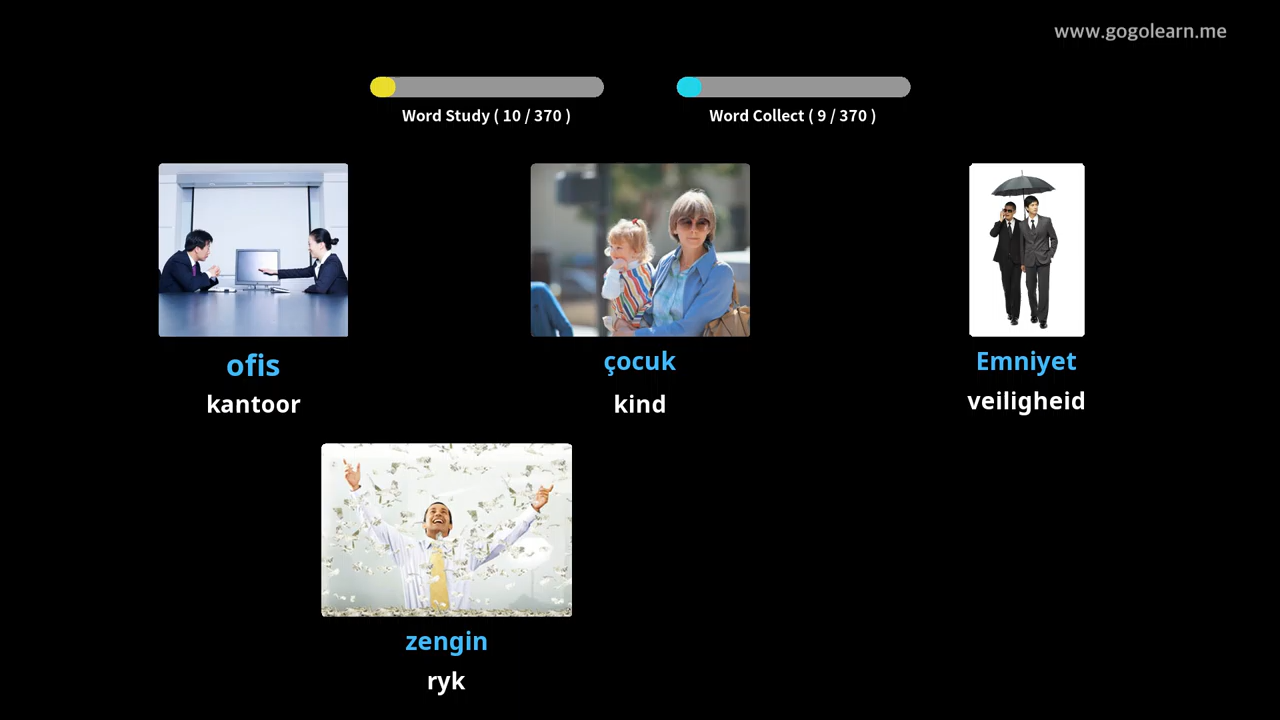 www.gogolearn.me
Word Study ( 10 / 370 )
Word Collect ( 9 / 370 )
ofis
kantoor
çocuk
kind
Emniyet
veiligheid
zengin
ryk